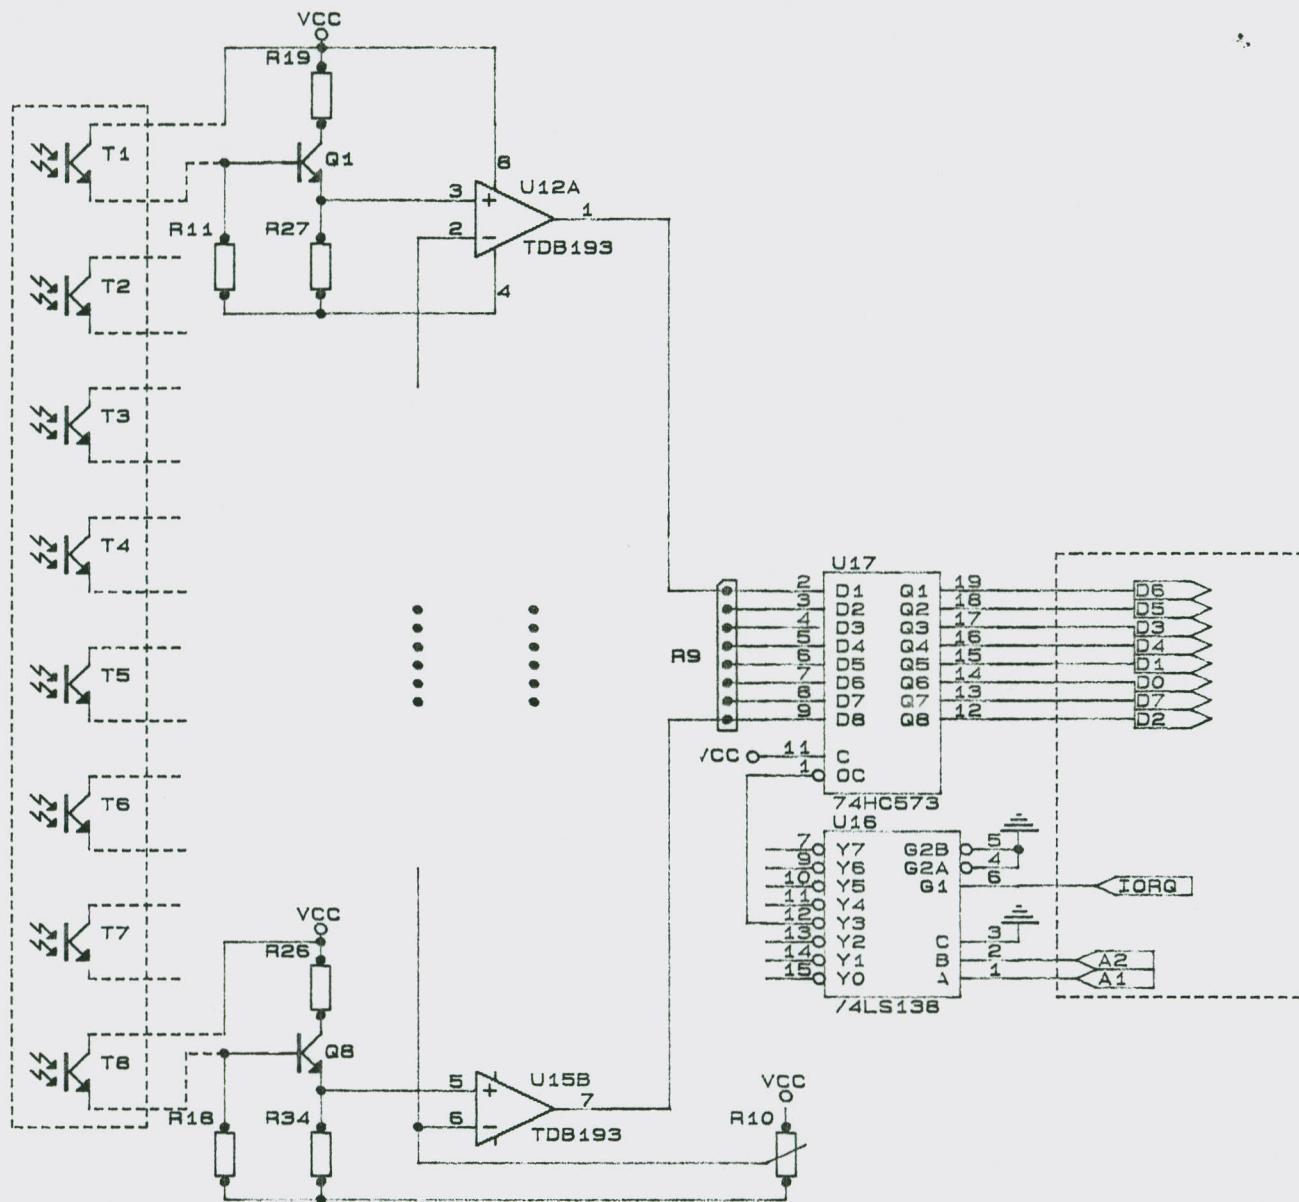 VCC
R19
T1
Q1
8
U12A
3
1
R11
R27
2
TDB193
T2
4
T3
T4
U17
2 D1 Q1 19 D6
3 D2 Q2 18 D5
4 D3 Q3 17 D3
5 D4 Q4 16 D4
R9
6 D5 Q5 15 D1
7 D6 Q6 14 D0
8 D7 Q7 13 D7
9 D8 Q8 12 D2
T5
VCC 11 C
1 OC
74HC573
U16
T6
7 Y7 G2B 5
9 Y6 G2A 4
10 Y5 G1 6 IORQ
11 Y4
12 Y3
13 Y2 C 3
14 Y1 B 2 A2
15 Y0 A 1 A1
74LS138
T7
VCC
R26
T8
Q8
5
U15B
7
VCC
R18
R34
6
TDB193
R10